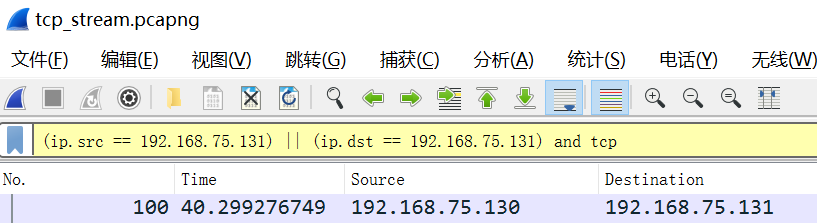 tcp_stream.pcapng
文件(F) 编辑(E) 视图(V) 跳转(G) 捕获(C) 分析(A) 统计(S) 电话(Y) 无线(W)
(ip.src == 192.168.75.131) || (ip.dst == 192.168.75.131) and tcp
No. Time Source Destination
100 40.299276749 192.168.75.130 192.168.75.131